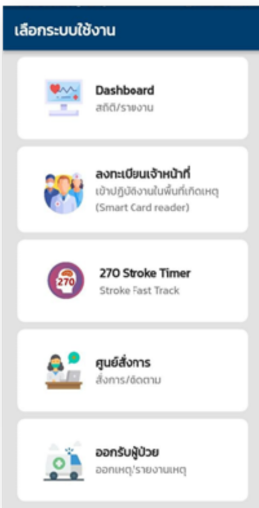 เลือกระบบใช้งาน
Dashboard
สถิติ/รายงาน
ลงทะเบียนเจ้าหน้าที่
เข้าปฏิบัติงานในพื้นที่เกิดเหตุ
(Smart Card reader)
270
270 Stroke Timer
Stroke Fast Track
ศูนย์สั่งการ
สั่งการ/ติดตาม
ออกรับผู้ป่วย
ออกเหตุ/รายงานเหตุ